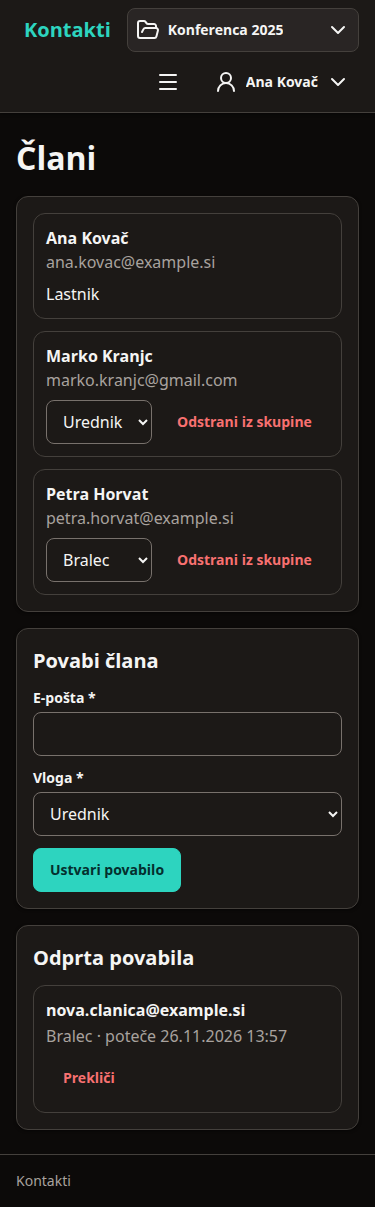 Kontakti
Konferenca 2025
Ana Kovač
Člani
Ana Kovač
ana.kovac@example.si
Lastnik
Marko Kranjc
marko.kranjc@gmail.com
Urednik
Odstrani iz skupine
Petra Horvat
petra.horvat@example.si
Bralec
Odstrani iz skupine
Povabi člana
E-pošta *
Vloga *
Urednik
Ustvari povabilo
Odprta povabila
nova.clanica@example.si
Bralec · poteče 26.11.2026 13:57
Prekliči
Kontakti